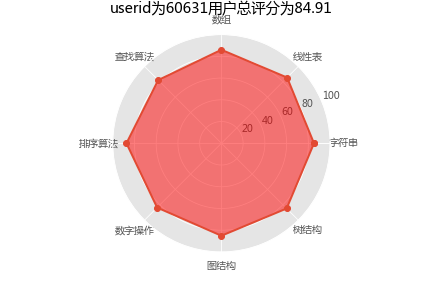 userid为60631用户总评分为84.91
数组
查找算法
线性表
100
80
60
40
20
排序算法
字符串
数字操作
树结构
图结构